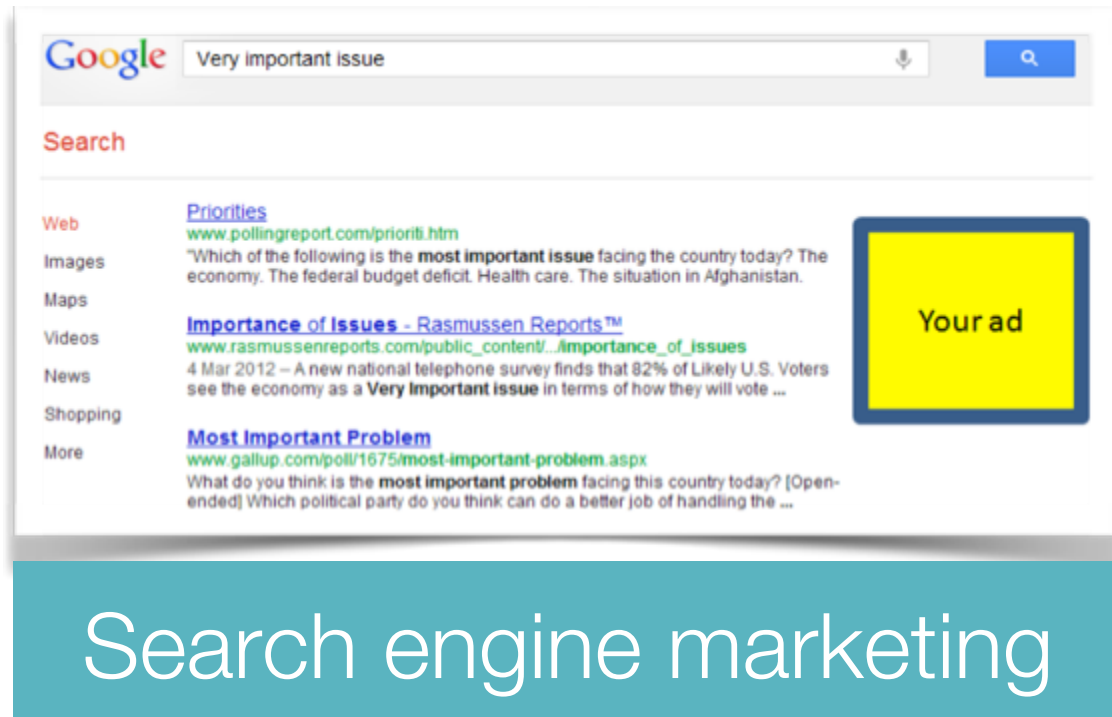 Google Very important issue
Search
Web
Images
Maps
Videos
News
Shopping
More
Priorities
www.pollingreport.com/prioriti.htm
"Which of the following is the most important issue facing the country today? The
economy. The federal budget deficit. Health care. The situation in Afghanistan.
Importance of Issues - Rasmussen Reports™
www.rasmussenreports.com/public_content/.../importance_of_issues
4 Mar 2012 – A new national telephone survey finds that 82% of Likely U.S. Voters
see the economy as a Very Important issue in terms of how they will vote ...
Most Important Problem
www.gallup.com/poll/1675/most-important-problem.aspx
What do you think is the most important problem facing this country today? [Open-
ended] Which political party do you think can do a better job of handling the ...
Your ad
Search engine marketing